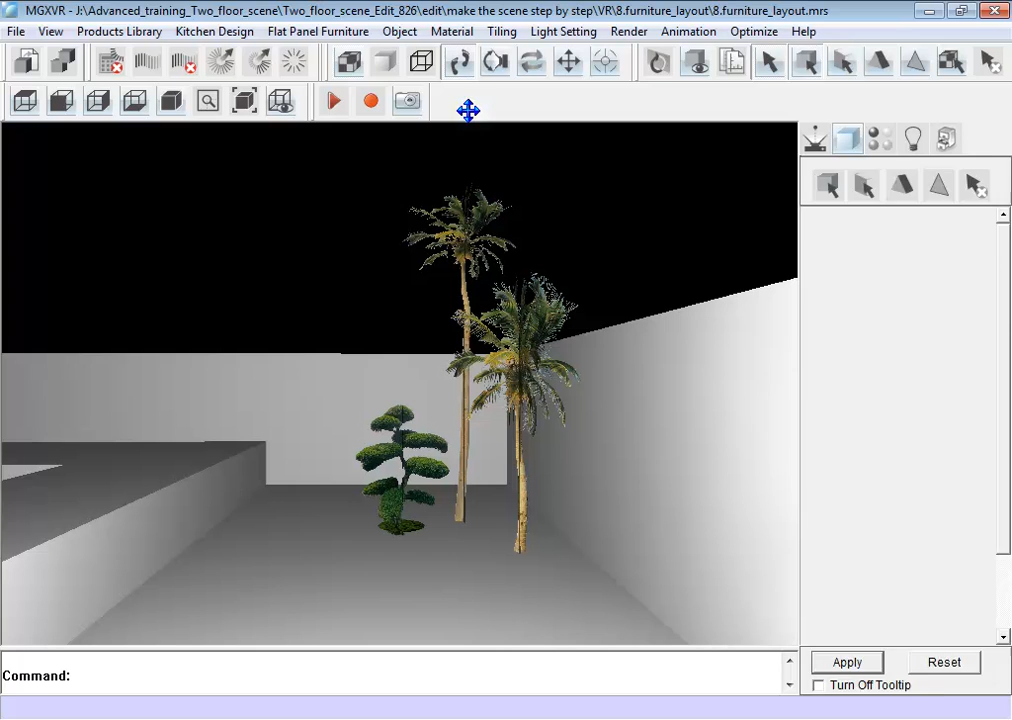 MGXVR - J:\Advanced_training_Two_floor_scene\Two_floor_scene_Edit_826\edit\make the scene step by step\VR\8.furniture_layout\8.furniture_layout.mrs
File View Products Library Kitchen Design Flat Panel Furniture Object Material Tiling Light Setting Render Animation Optimize Help
Command:
Apply Reset
Turn Off Tooltip